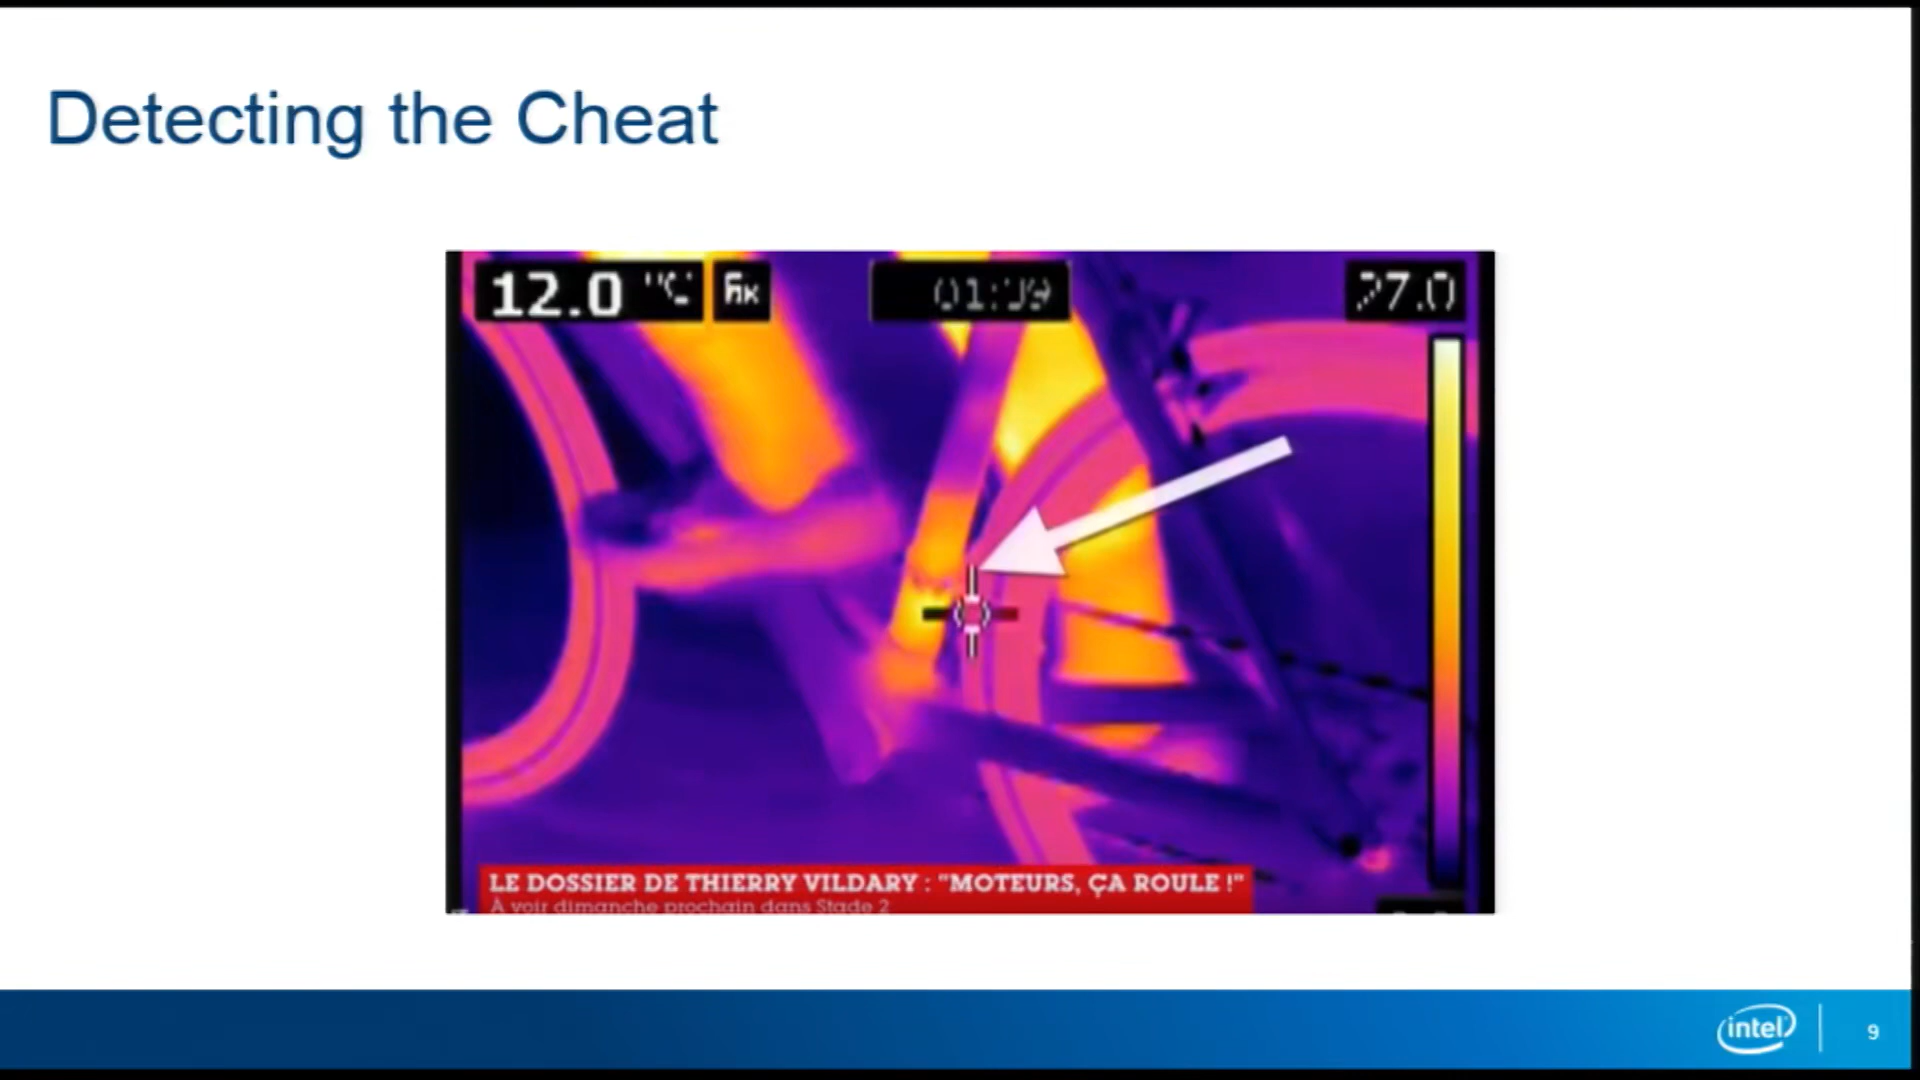 Detecting the Cheat
12.0 °C
01:09
27.0
LE DOSSIER DE THIERRY VILDARY : "MOTEURS, ÇA ROULE !"
À voir dimanche prochain dans Stade 2
intel
9